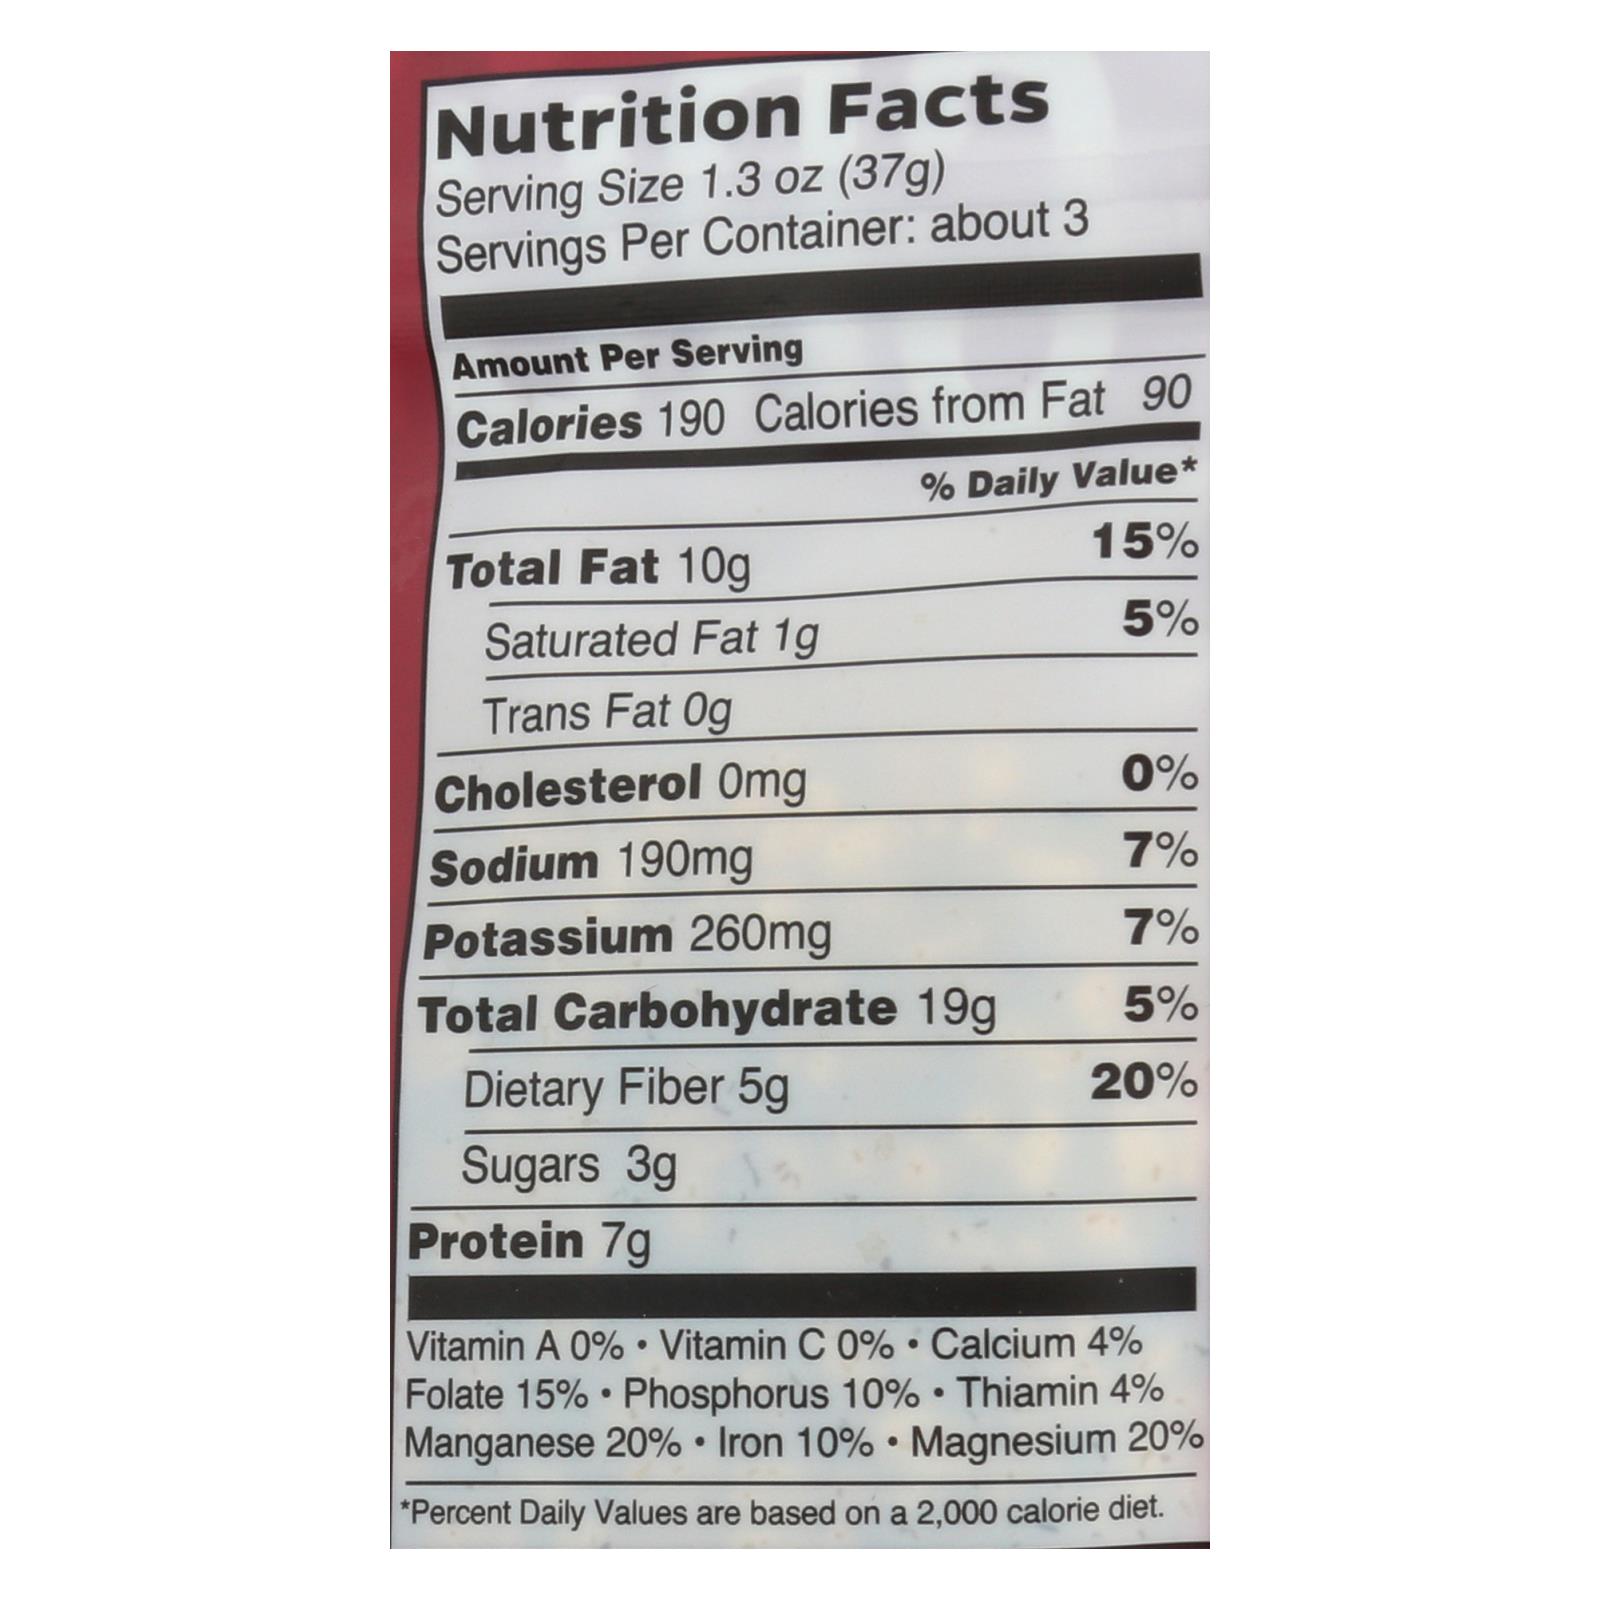 Nutrition Facts
Serving Size 1.3 oz (37g)
Servings Per Container: about 3
Amount Per Serving
Calories 190 Calories from Fat 90
% Daily Value*
Total Fat 10g 15%
Saturated Fat 1g 5%
Trans Fat 0g
Cholesterol 0mg 0%
Sodium 190mg 7%
Potassium 260mg 7%
Total Carbohydrate 19g 5%
Dietary Fiber 5g 20%
Sugars 3g
Protein 7g
Vitamin A 0% • Vitamin C 0% • Calcium 4%
Folate 15% • Phosphorus 10% • Thiamin 4%
Manganese 20% • Iron 10% • Magnesium 20%
*Percent Daily Values are based on a 2,000 calorie diet.